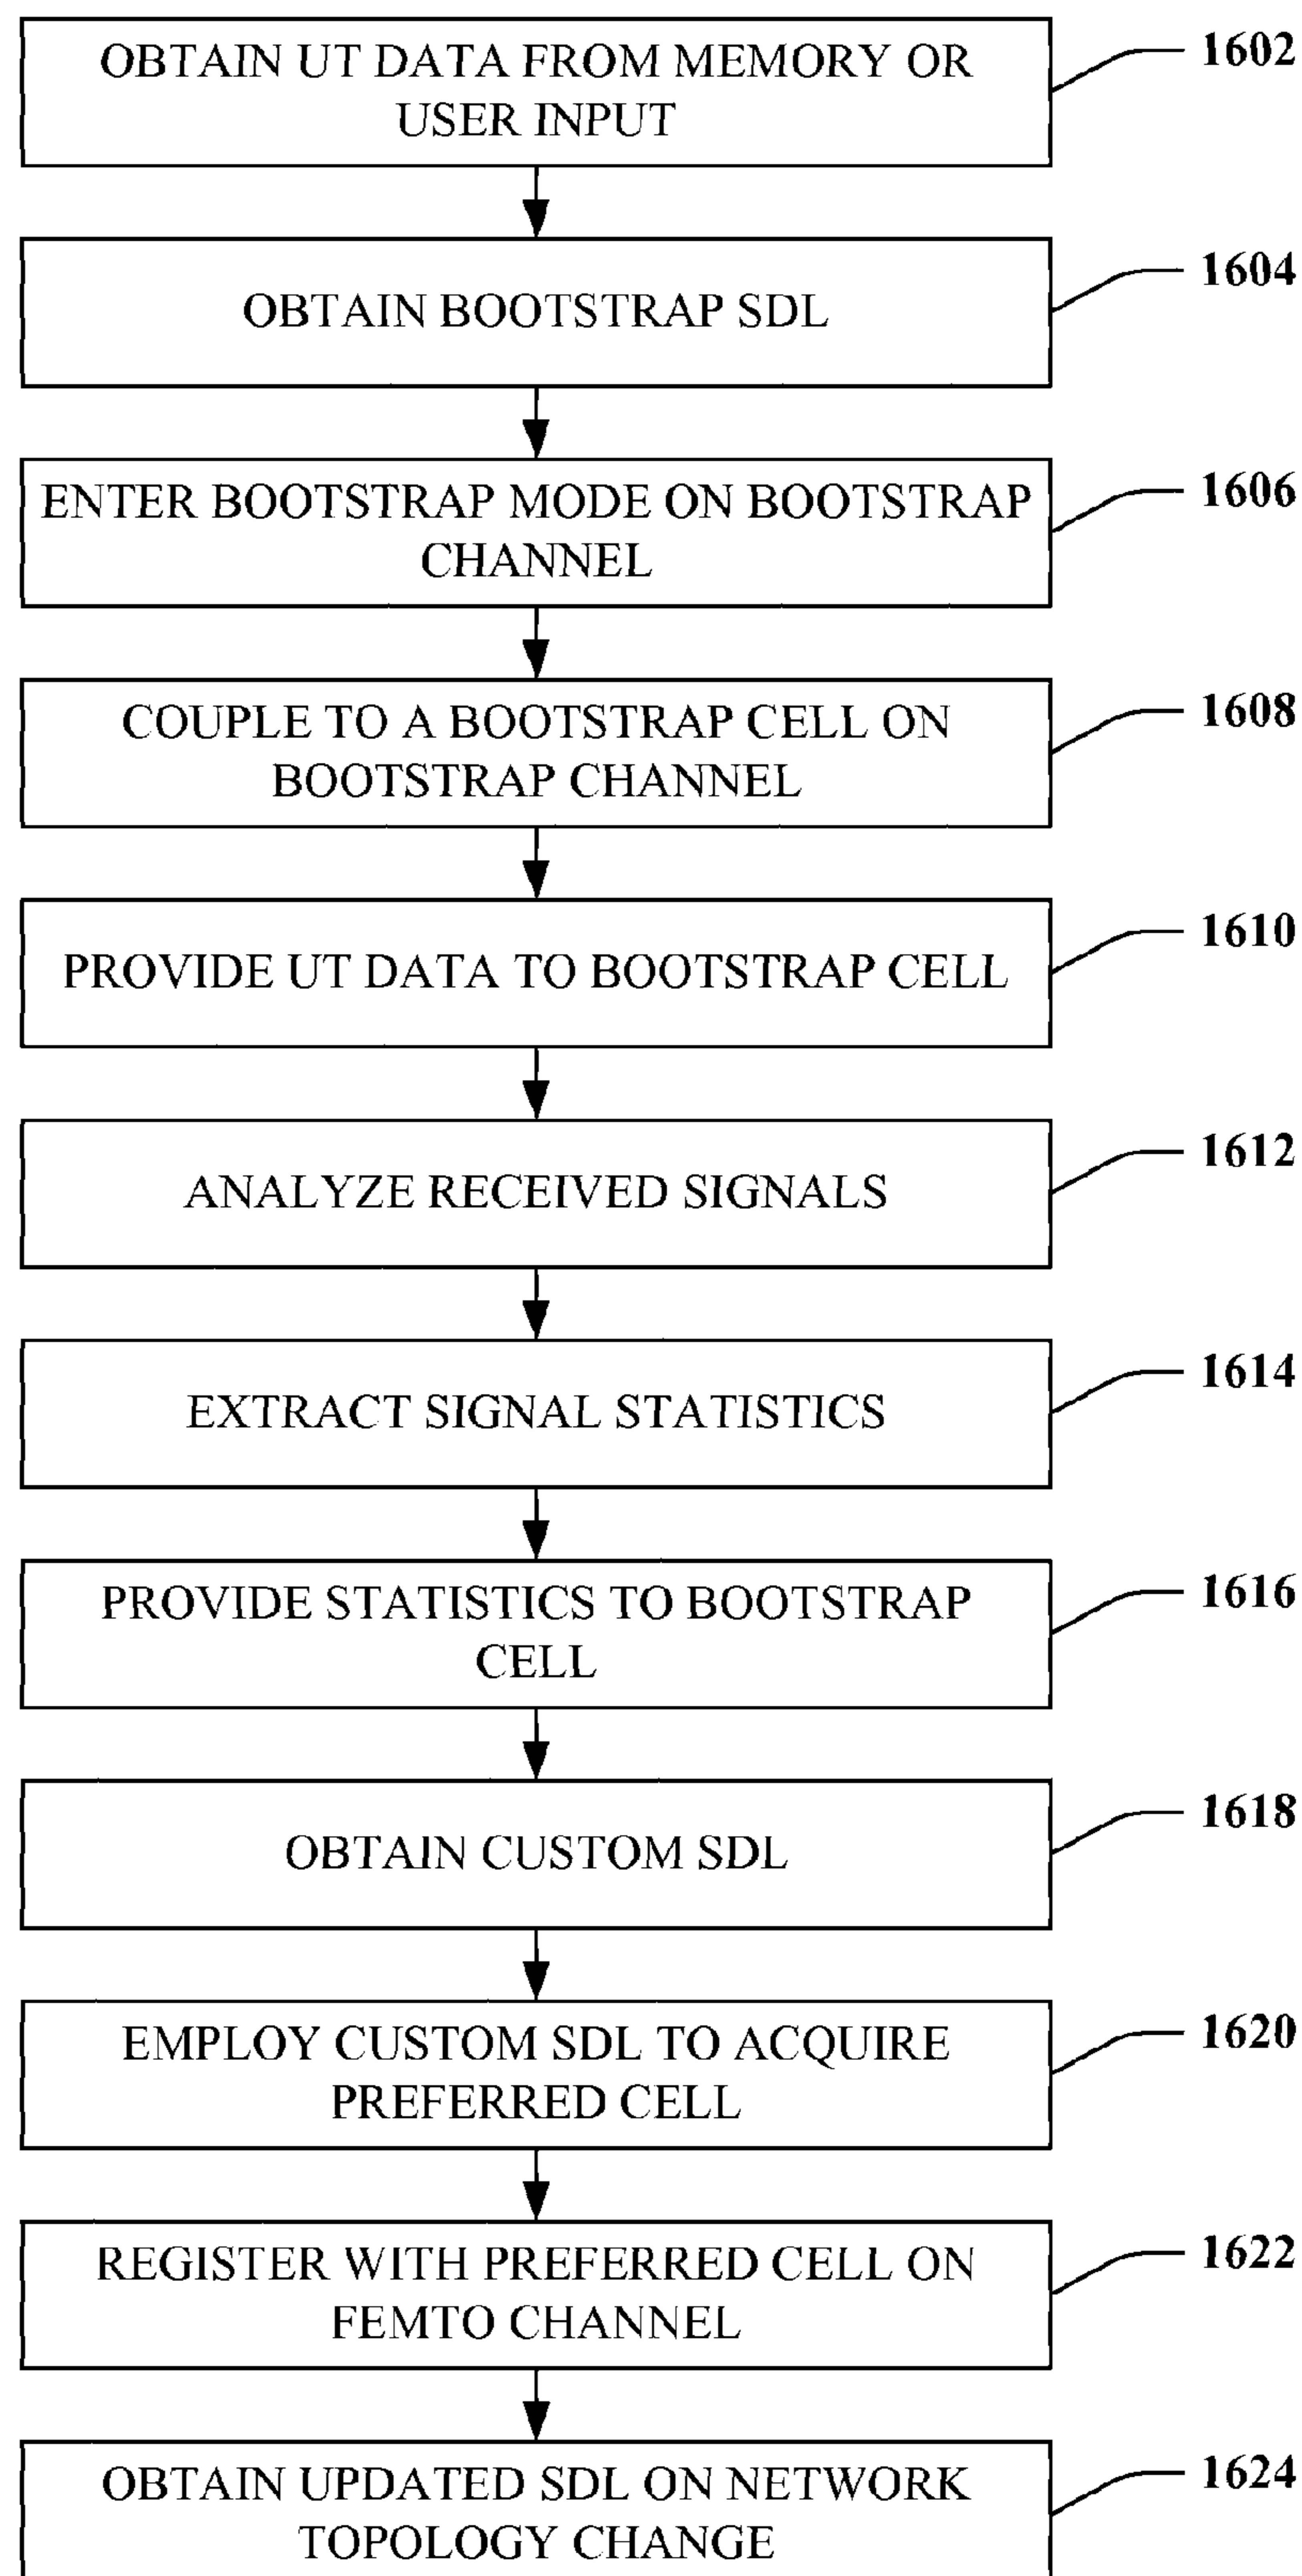 OBTAIN UT DATA FROM MEMORY OR
USER INPUT
1602
OBTAIN BOOTSTRAP SDL
1604
ENTER BOOTSTRAP MODE ON BOOTSTRAP
CHANNEL
1606
COUPLE TO A BOOTSTRAP CELL ON
BOOTSTRAP CHANNEL
1608
PROVIDE UT DATA TO BOOTSTRAP CELL
1610
ANALYZE RECEIVED SIGNALS
1612
EXTRACT SIGNAL STATISTICS
1614
PROVIDE STATISTICS TO BOOTSTRAP
CELL
1616
OBTAIN CUSTOM SDL
1618
EMPLOY CUSTOM SDL TO ACQUIRE
PREFERRED CELL
1620
REGISTER WITH PREFERRED CELL ON
FEMTO CHANNEL
1622
OBTAIN UPDATED SDL ON NETWORK
TOPOLOGY CHANGE
1624